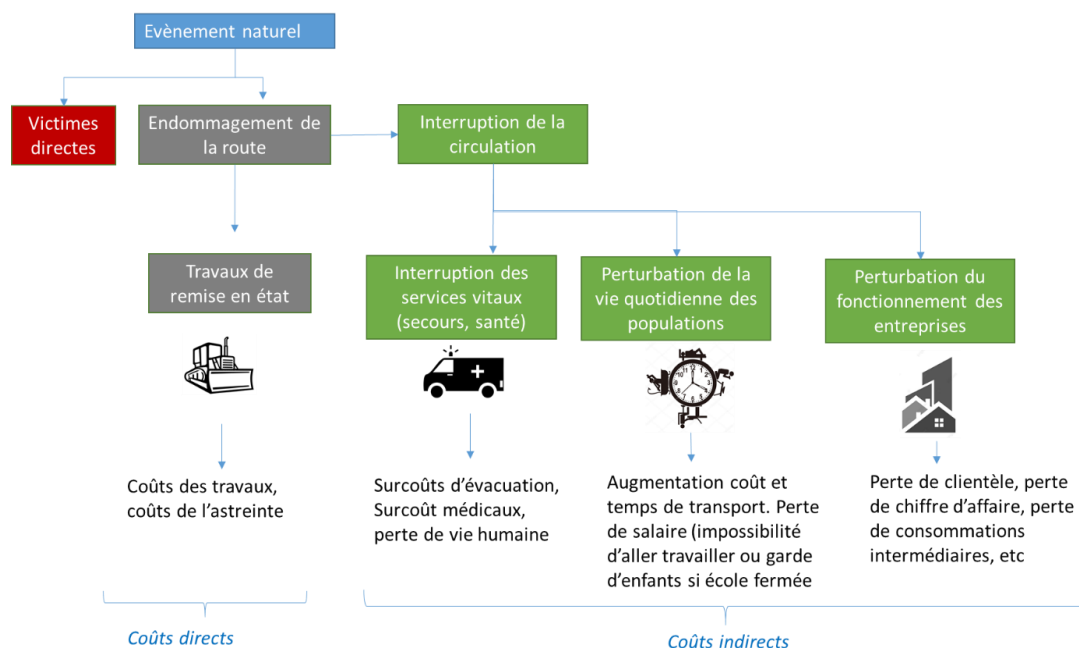 Evènement naturel
Victimes
directes
Endommagement de
la route
Interruption de la
circulation
Travaux de
remise en état
Interruption des
services vitaux
(secours, santé)
Perturbation de la
vie quotidienne des
populations
Perturbation du
fonctionnement des
entreprises
Coûts des travaux,
coûts de l’astreinte
Surcoûts d’évacuation,
Surcoût médicaux,
perte de vie humaine
Augmentation coût et
temps de transport. Perte
de salaire (impossibilité
d’aller travailler ou garde
d’enfants si école fermée
Perte de clientèle, perte
de chiffre d’affaire, perte
de consommations
intermédiaires, etc
Coûts directs
Coûts indirects